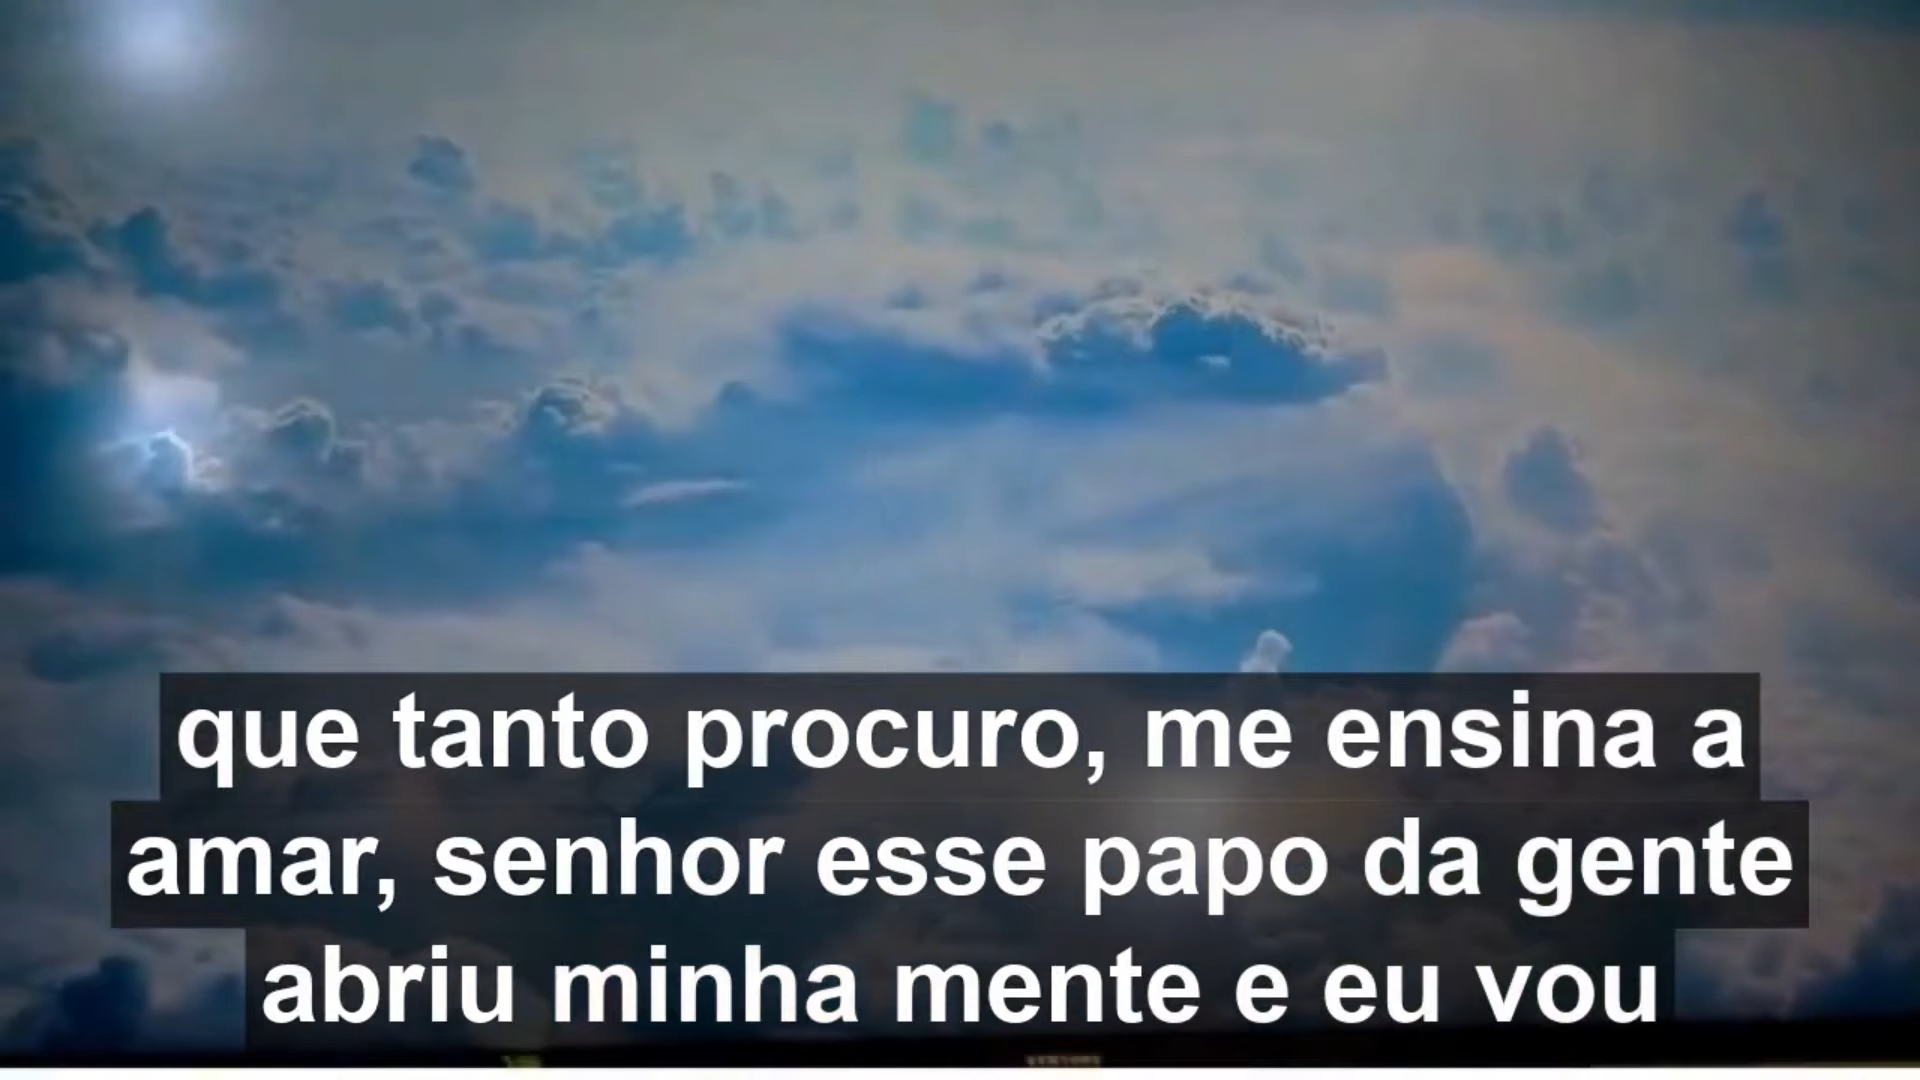 que tanto procuro, me ensina a
amar, senhor esse papo da gente
abriu minha mente e eu vou